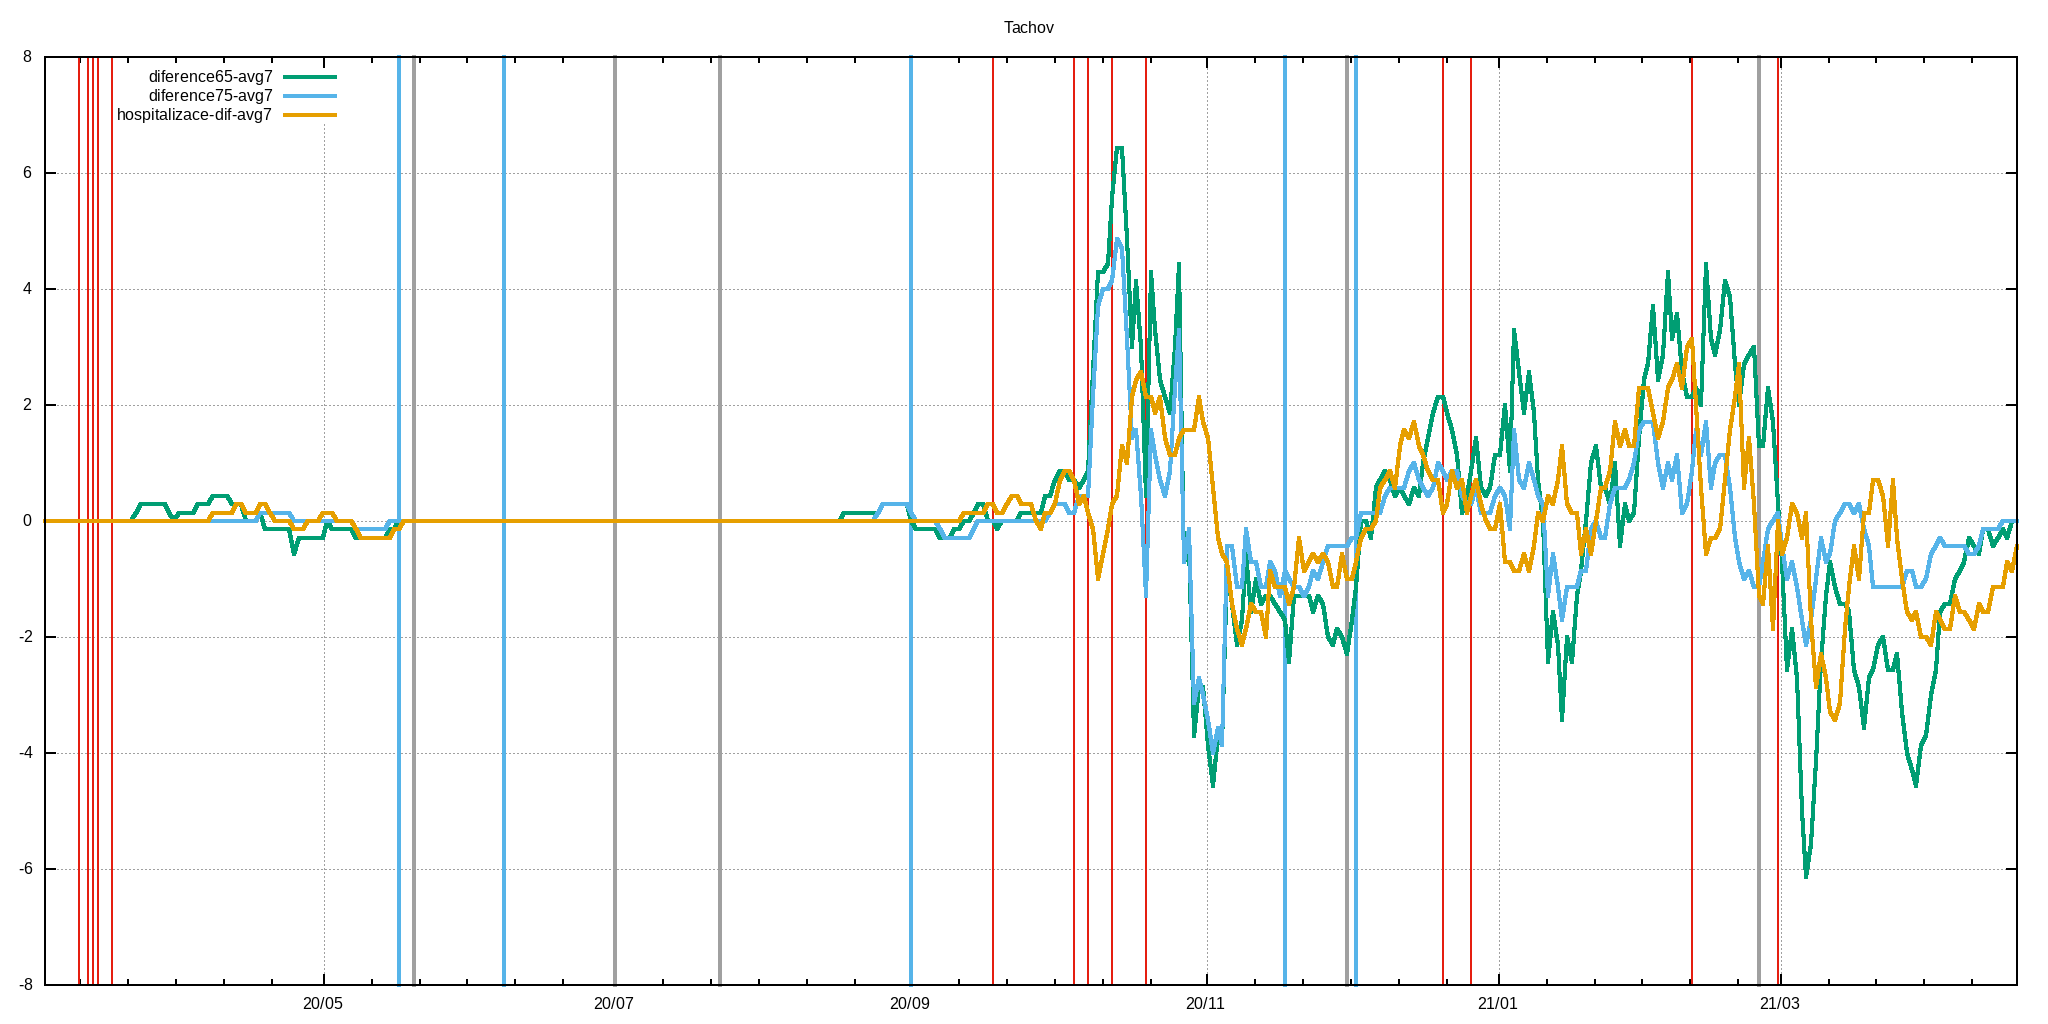 Tachov
8
diference65-avg7
diference75-avg7
hospitalizace-dif-avg7
6
4
2
0
-2
-4
-6
-8
20/05 20/07 20/09 20/11 21/01 21/03